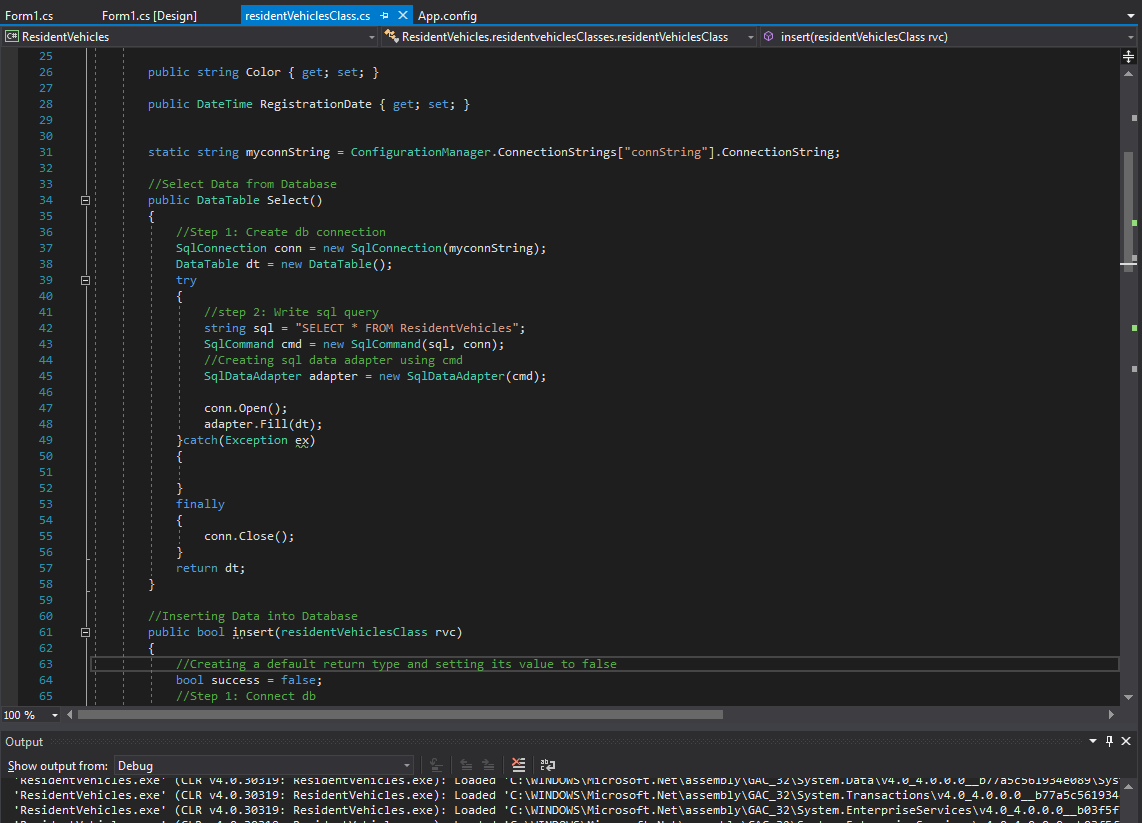 Form1.cs Form1.cs [Design] residentVehiclesClass.cs App.config
C# ResidentVehicles ResidentVehicles.residentvehiclesClasses.residentVehiclesClass insert(residentVehiclesClass rvc)
25
26 public string Color { get; set; }
27
28 public DateTime RegistrationDate { get; set; }
29
30
31 static string myconnString = ConfigurationManager.ConnectionStrings["connString"].ConnectionString;
32
33 //Select Data from Database
34 public DataTable Select()
35 {
36 //Step 1: Create db connection
37 SqlConnection conn = new SqlConnection(myconnString);
38 DataTable dt = new DataTable();
39 try
40 {
41 //step 2: Write sql query
42 string sql = "SELECT * FROM ResidentVehicles";
43 SqlCommand cmd = new SqlCommand(sql, conn);
44 //Creating sql data adapter using cmd
45 SqlDataAdapter adapter = new SqlDataAdapter(cmd);
46
47 conn.Open();
48 adapter.Fill(dt);
49 }catch(Exception ex)
50 {
51
52 }
53 finally
54 {
55 conn.Close();
56 }
57 return dt;
58 }
59
60 //Inserting Data into Database
61 public bool insert(residentVehiclesClass rvc)
62 {
63 //Creating a default return type and setting its value to false
64 bool success = false;
65 //Step 1: Connect db
100 %
Output
Show output from: Debug
'ResidentVehicles.exe' (CLR v4.0.30319: ResidentVehicles.exe): Loaded 'C:\WINDOWS\Microsoft.Net\assembly\GAC_32\System.Data\v4.0_4.0.0.0__b77a5c561934e089\Sys
'ResidentVehicles.exe' (CLR v4.0.30319: ResidentVehicles.exe): Loaded 'C:\WINDOWS\Microsoft.Net\assembly\GAC_32\System.Transactions\v4.0_4.0.0.0__b77a5c561934
'ResidentVehicles.exe' (CLR v4.0.30319: ResidentVehicles.exe): Loaded 'C:\WINDOWS\Microsoft.Net\assembly\GAC_32\System.EnterpriseServices\v4.0_4.0.0.0__b03f5f